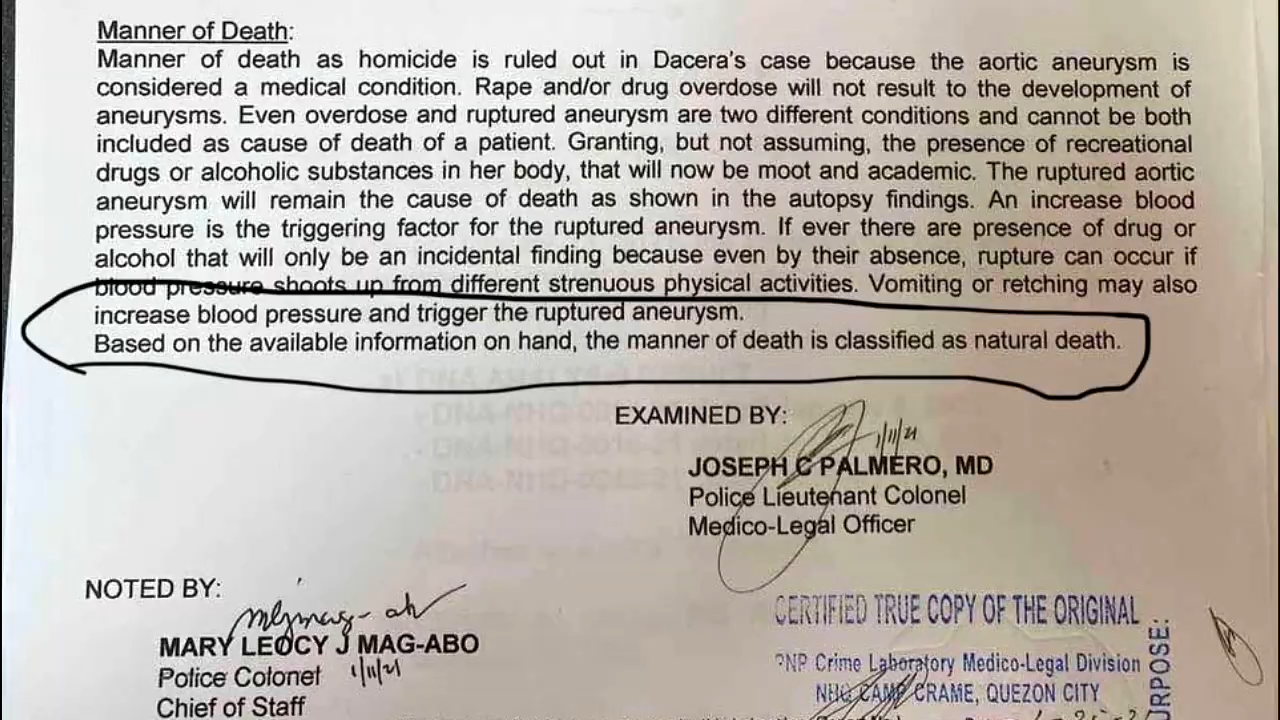 Manner of Death:
Manner of death as homicide is ruled out in Dacera's case because the aortic aneurysm is
considered a medical condition. Rape and/or drug overdose will not result to the development of
aneurysms. Even overdose and ruptured aneurysm are two different conditions and cannot be both
included as cause of death of a patient. Granting, but not assuming, the presence of recreational
drugs or alcoholic substances in her body, that will now be moot and academic. The ruptured aortic
aneurysm will remain the cause of death as shown in the autopsy findings. An increase blood
pressure is the triggering factor for the ruptured aneurysm. If ever there are presence of drug or
alcohol that will only be an incidental finding because even by their absence, rupture can occur if
blood pressure shoots up from different strenuous physical activities. Vomiting or retching may also
increase blood pressure and trigger the ruptured aneurysm.
Based on the available information on hand, the manner of death is classified as natural death.
EXAMINED BY:
1/11/21
JOSEPH C PALMERO, MD
Police Lieutenant Colonel
Medico-Legal Officer
NOTED BY:
MARY LEOCY J MAG-ABO
Police Colonel 1/11/21
Chief of Staff
CERTIFIED TRUE COPY OF THE ORIGINAL
PNP Crime Laboratory Medico-Legal Division
NHQ CAMP CRAME, QUEZON CITY
URPOSE: